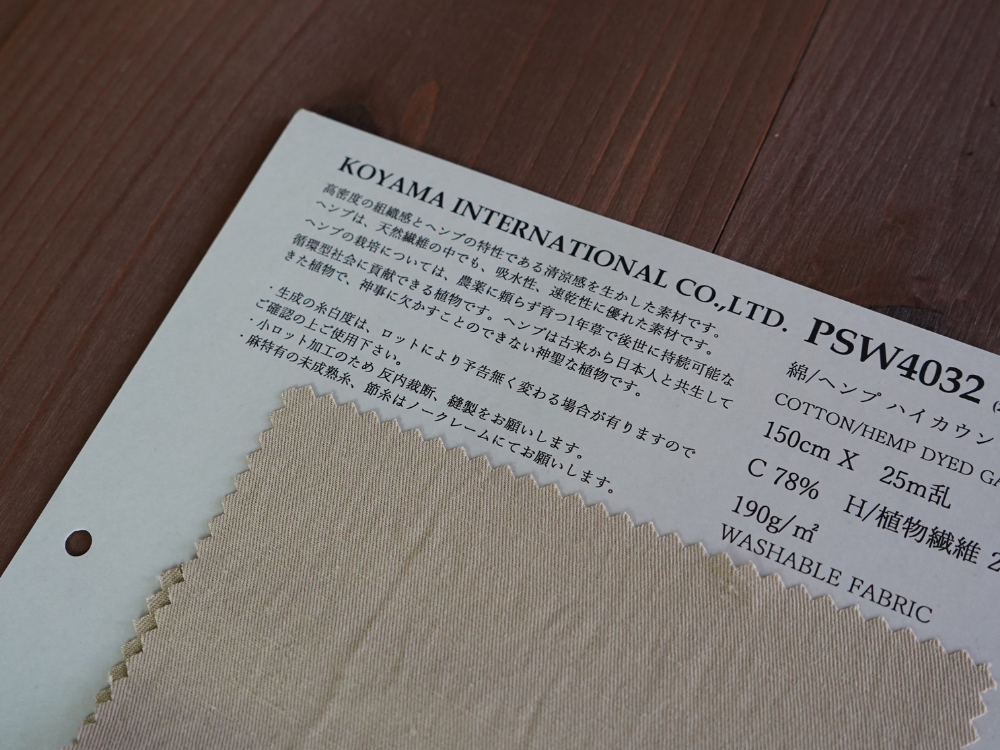 KOYAMA INTERNATIONAL CO.,LTD.
高密度の組織感とヘンプの特性である清涼感を生かした素材です。
ヘンプは、天然繊維の中でも、吸水性、速乾性に優れた素材です。
ヘンプの栽培については、農薬に頼らず育つ1年草で後世に持続可能な
循環型社会に貢献できる植物です。ヘンプは古来から日本人と共生して
きた植物で、神事に欠かすことのできない神聖な植物です。
・生成の糸白度は、ロットにより予告無く変わる場合が有りますので
ご確認の上ご使用下さい。
・小ロット加工のため 反内裁断、縫製をお願いします。
・麻特有の未成熟糸、節糸はノークレームにてお願いします。
PSW4032
綿/ヘンプ ハイカウン
COTTON/HEMP DYED GA
150cm X 25m乱
C 78% H/植物繊維 2
190g/㎡
WASHABLE FABRIC